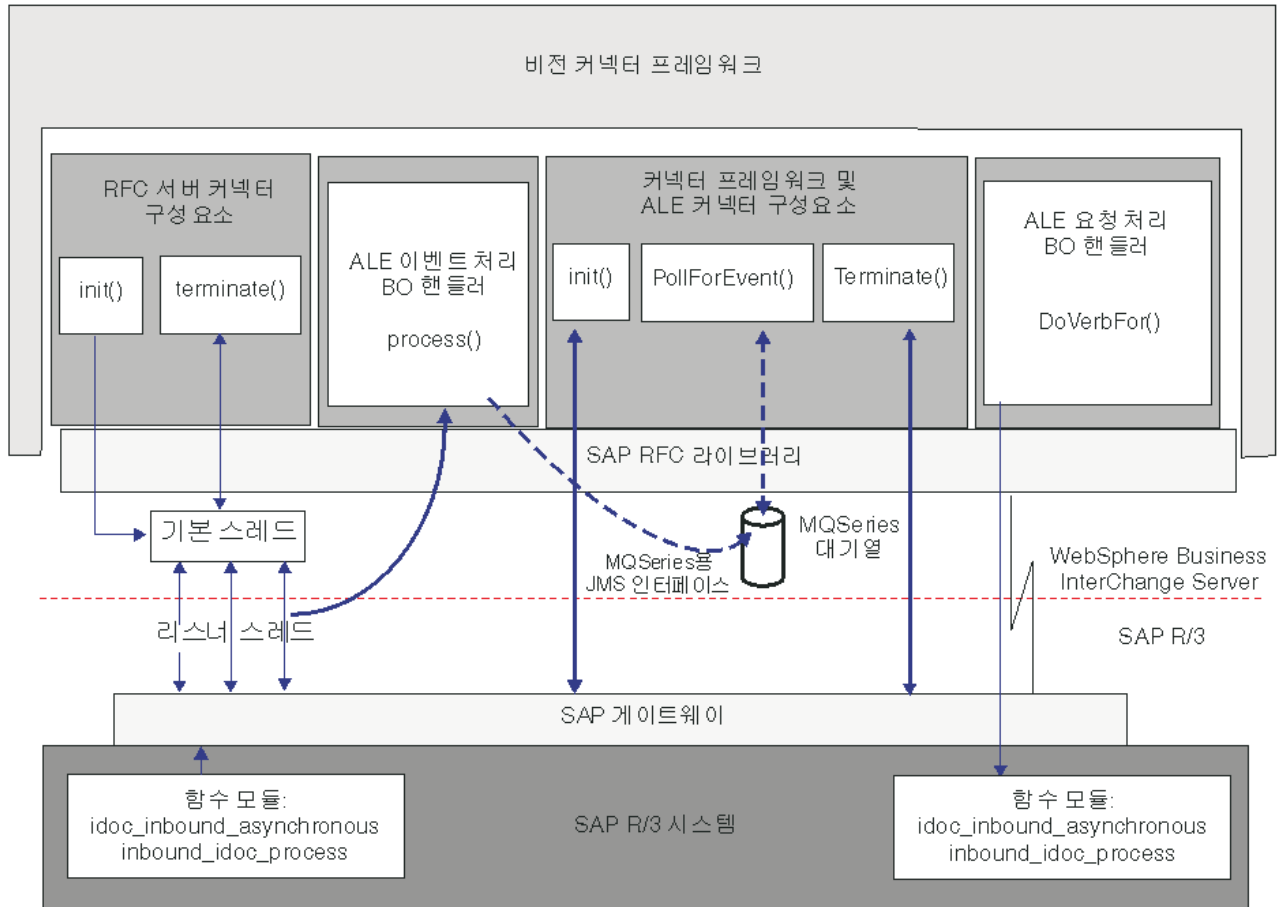 비전 커넥터 프레임워크
RFC 서버 커넥터
구성요소
init()
terminate()
ALE 이벤트처리
BO 핸들러
process()
커넥터 프레임워크 및
ALE 커넥터 구성요소
init()
PollForEvent()
Terminate()
ALE 요청처리
BO 핸들러
DoVerbFor()
SAP RFC 라이브러리
기본 스레드
MQSeries
대기열
MQSeries용
JMS 인터페이스
WebSphere Business
InterChange Server
리스너 스레드
SAP R/3
SAP 게이트웨이
함수 모듈:
idoc_inbound_asynchronous
inbound_idoc_process
SAP R/3 시스템
함수 모듈:
idoc_inbound_asynchronous
inbound_idoc_process